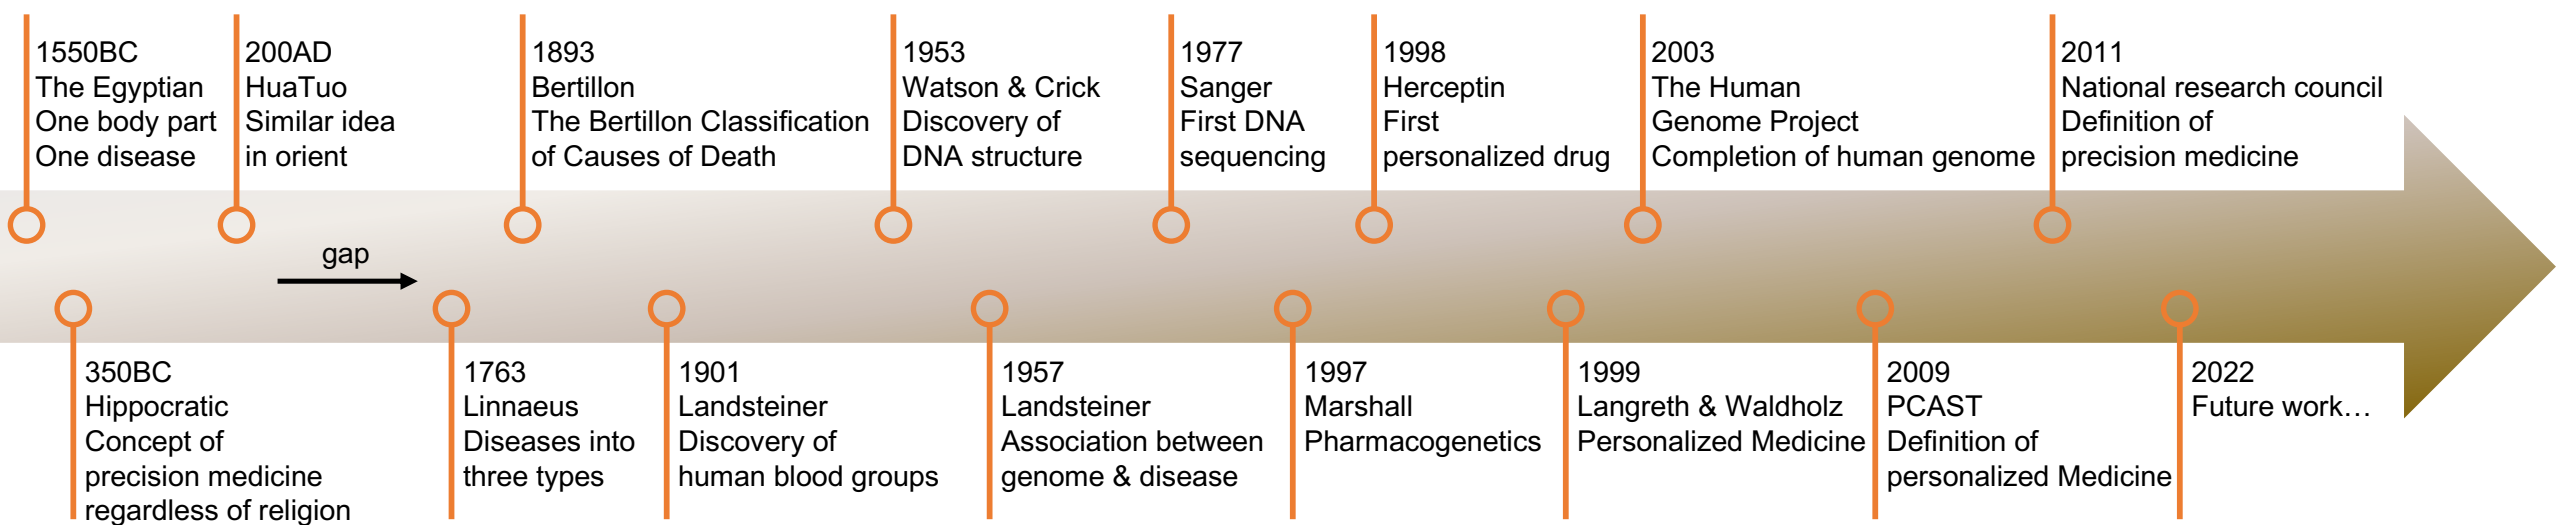 1550BC
The Egyptian
One body part
One disease
200AD
HuaTuo
Similar idea
in orient
1893
Bertillon
The Bertillon Classification
of Causes of Death
1953
Watson & Crick
Discovery of
DNA structure
1977
Sanger
First DNA
sequencing
1998
Herceptin
First
personalized drug
2003
The Human
Genome Project
Completion of human genome
2011
National research council
Definition of
precision medicine
gap
350BC
Hippocratic
Concept of
precision medicine
regardless of religion
1763
Linnaeus
Diseases into
three types
1901
Landsteiner
Discovery of
human blood groups
1957
Landsteiner
Association between
genome & disease
1997
Marshall
Pharmacogenetics
1999
Langreth & Waldholz
Personalized Medicine
2009
PCAST
Definition of
personalized Medicine
2022
Future work…